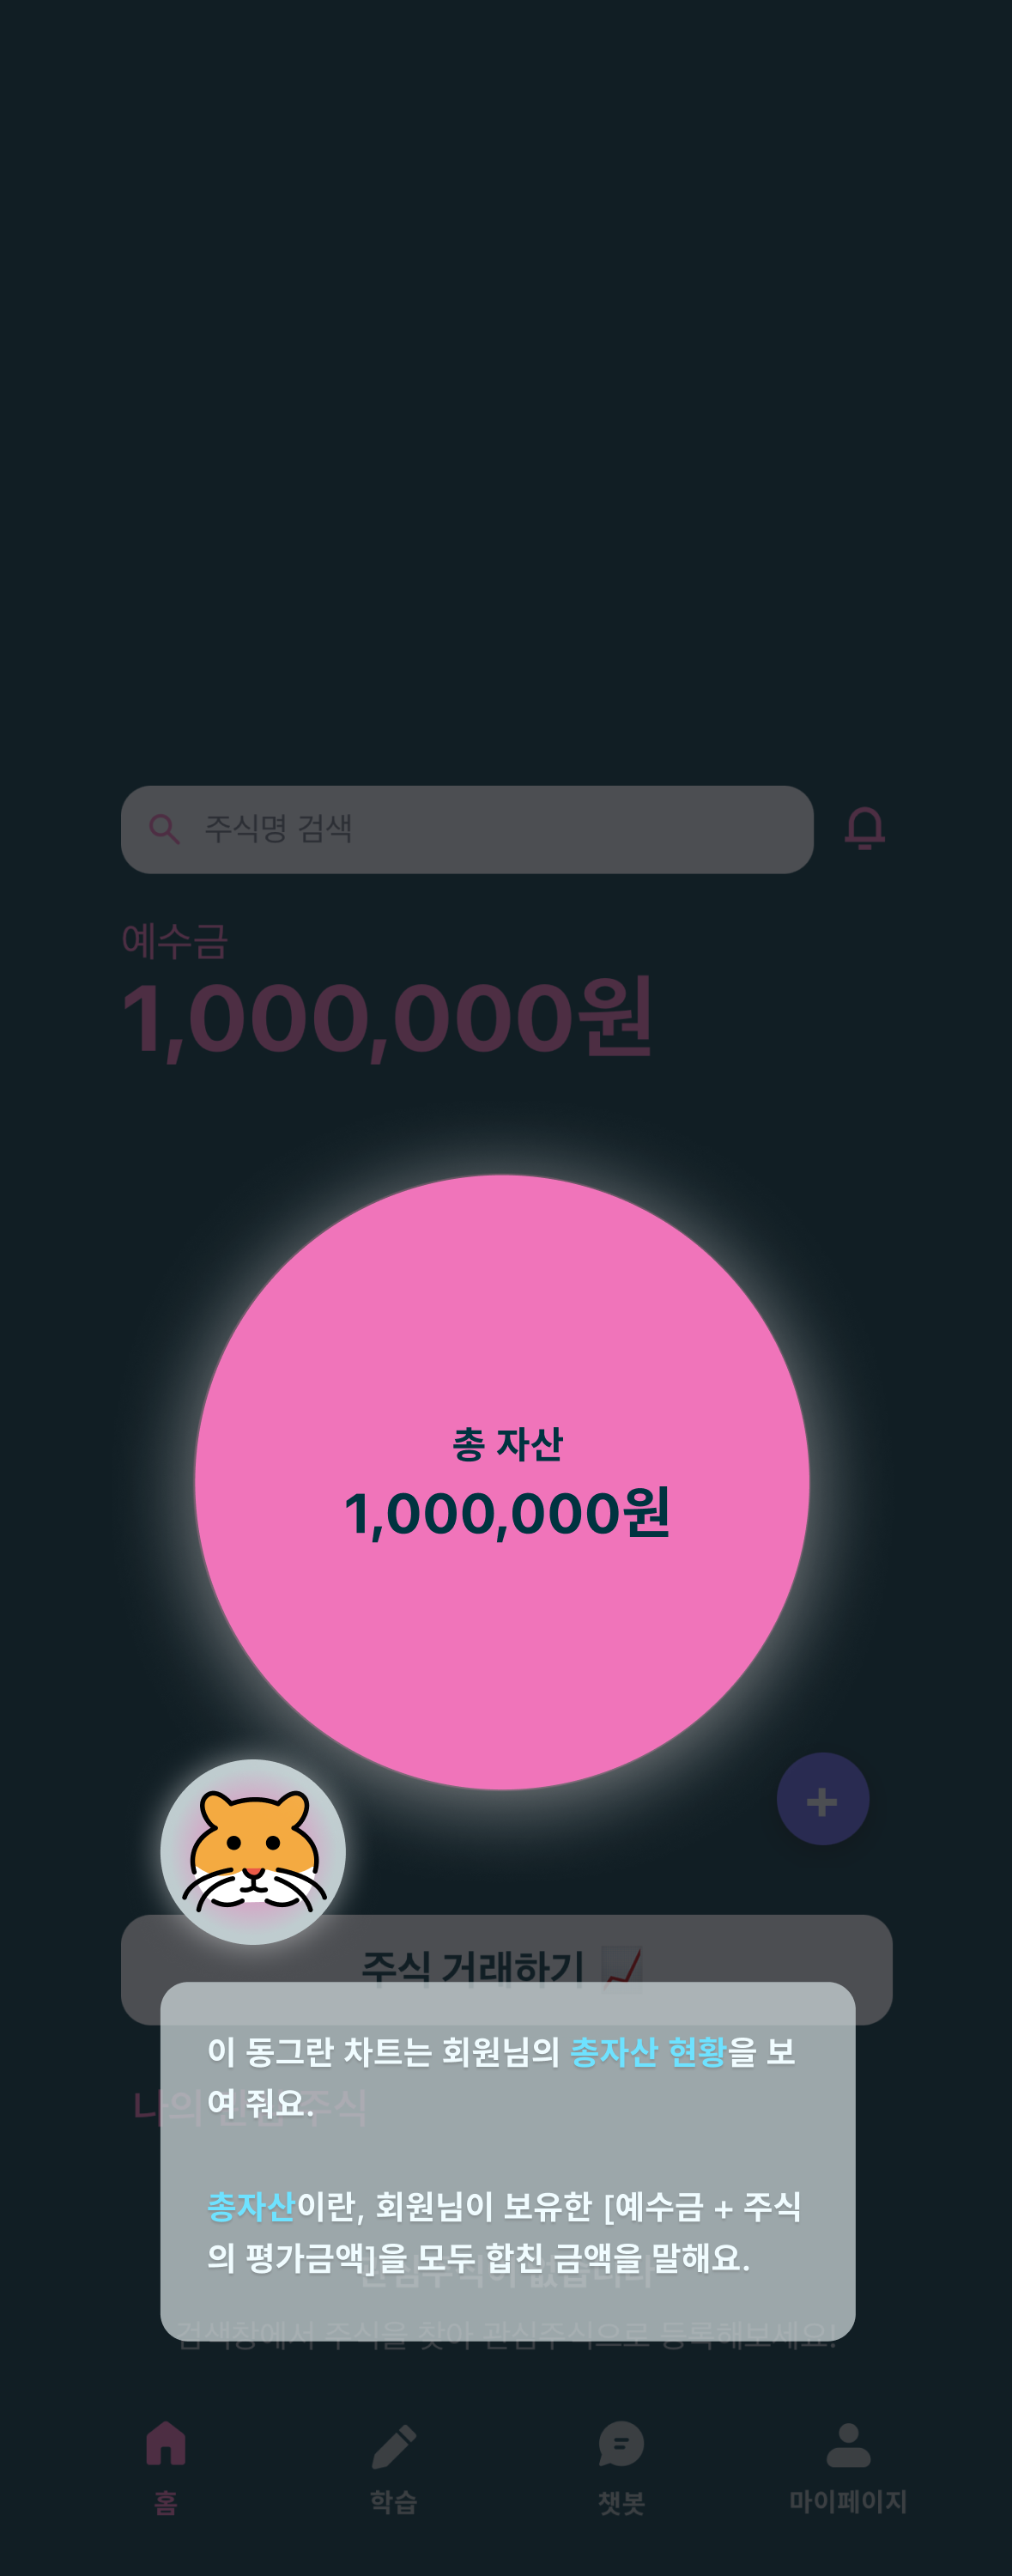 주식명 검색
예수금
1,000,000원
총 자산
1,000,000원
+
주식 거래하기
이 동그란 차트는 회원님의 총자산 현황을 보
여 줘요.
나의 관심 주식
총자산이란, 회원님이 보유한 [예수금 + 주식
의 평가금액]을 모두 합친 금액을 말해요.
검색창에서 주식을 찾아 관심주식으로 등록해보세요!
홈
학습
챗봇
마이페이지